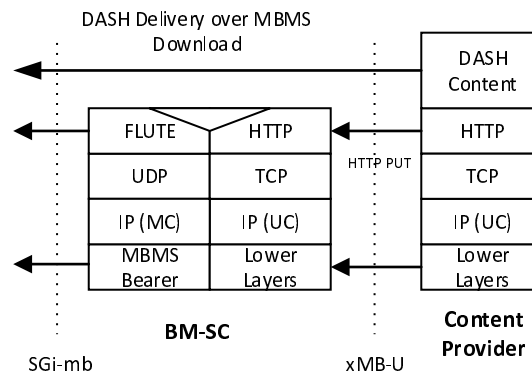 DASH Delivery over MBMS
Download
DASH
Content
FLUTE
HTTP
HTTP
HTTP PUT
UDP
TCP
TCP
IP (MC)
IP (UC)
IP (UC)
MBMS
Bearer
Lower
Layers
Lower
Layers
BM-SC
Content
Provider
SGi-mb
xMB-U